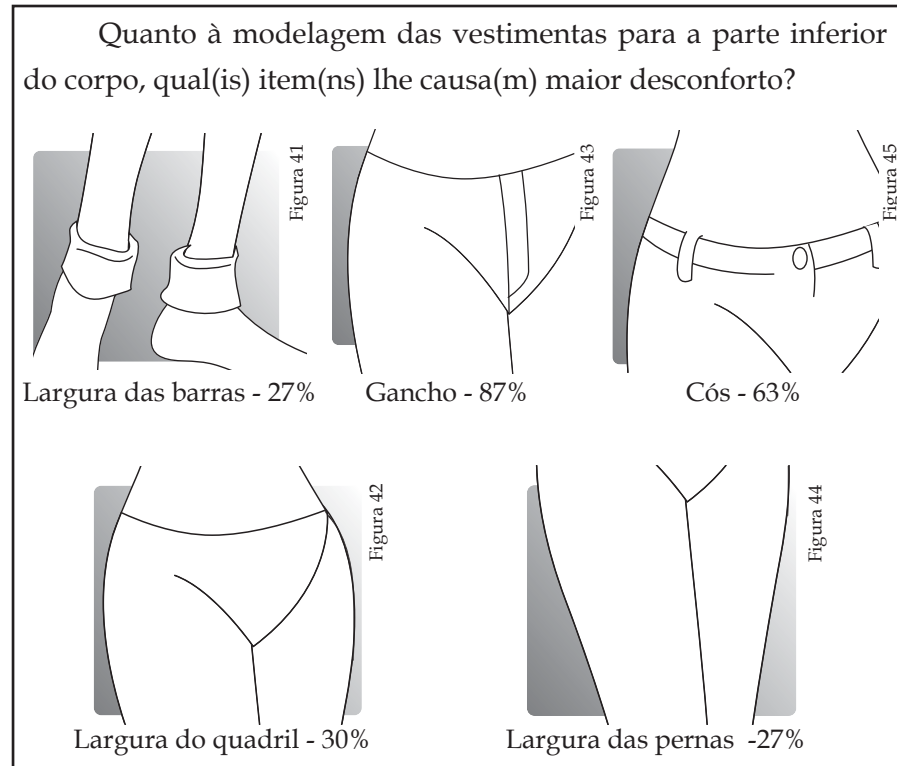 Quanto à modelagem das vestimentas para a parte inferior
do corpo, qual(is) item(ns) lhe causa(m) maior desconforto?
Figura 41
Figura 43
Figura 45
Largura das barras - 27%
Gancho - 87%
Cós - 63%
Figura 42
Figura 44
Largura do quadril - 30%
Largura das pernas -27%